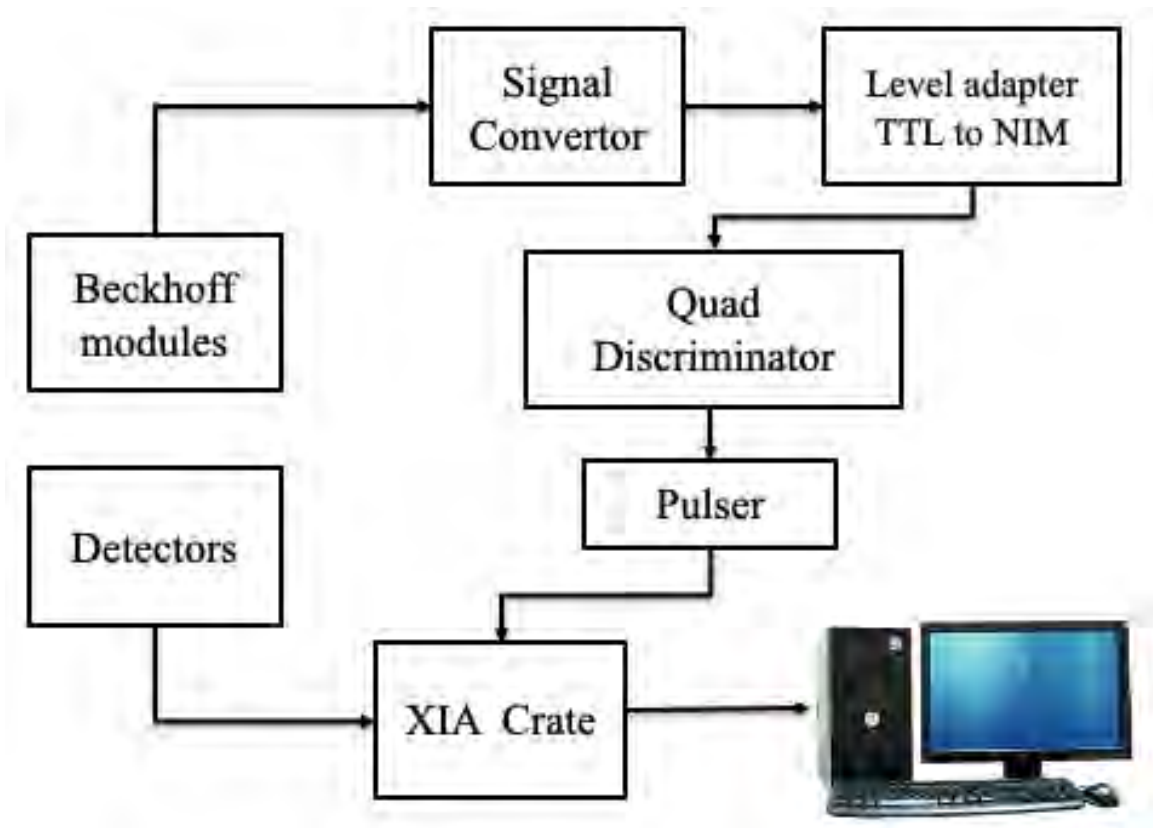 Signal
Convertor
Level adapter
TTL to NIM
Beckhoff
modules
Quad
Discriminator
Pulser
Detectors
XIA Crate